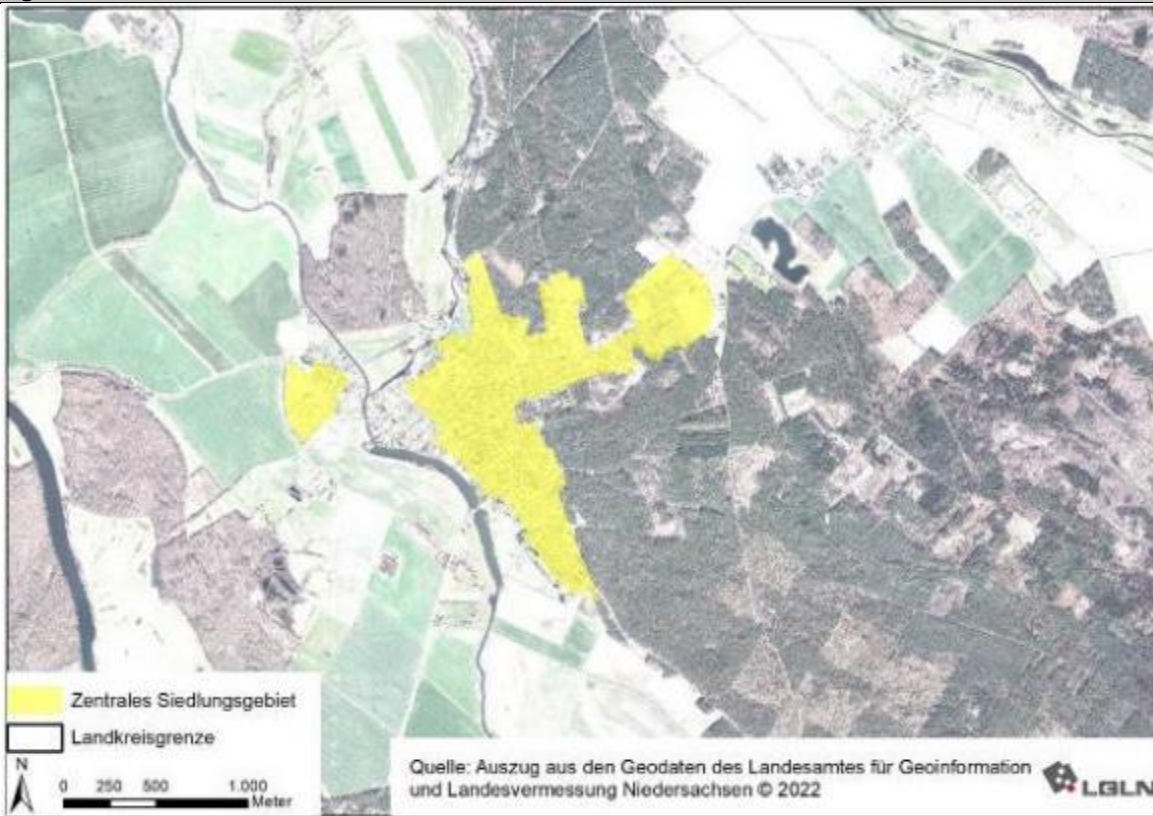 Zentrales Siedlungsgebiet
Landkreisgrenze
N
0 250 500 1.000
Meter
Quelle: Auszug aus den Geodaten des Landesamtes für Geoinformation
und Landesvermessung Niedersachsen © 2022
LGLN